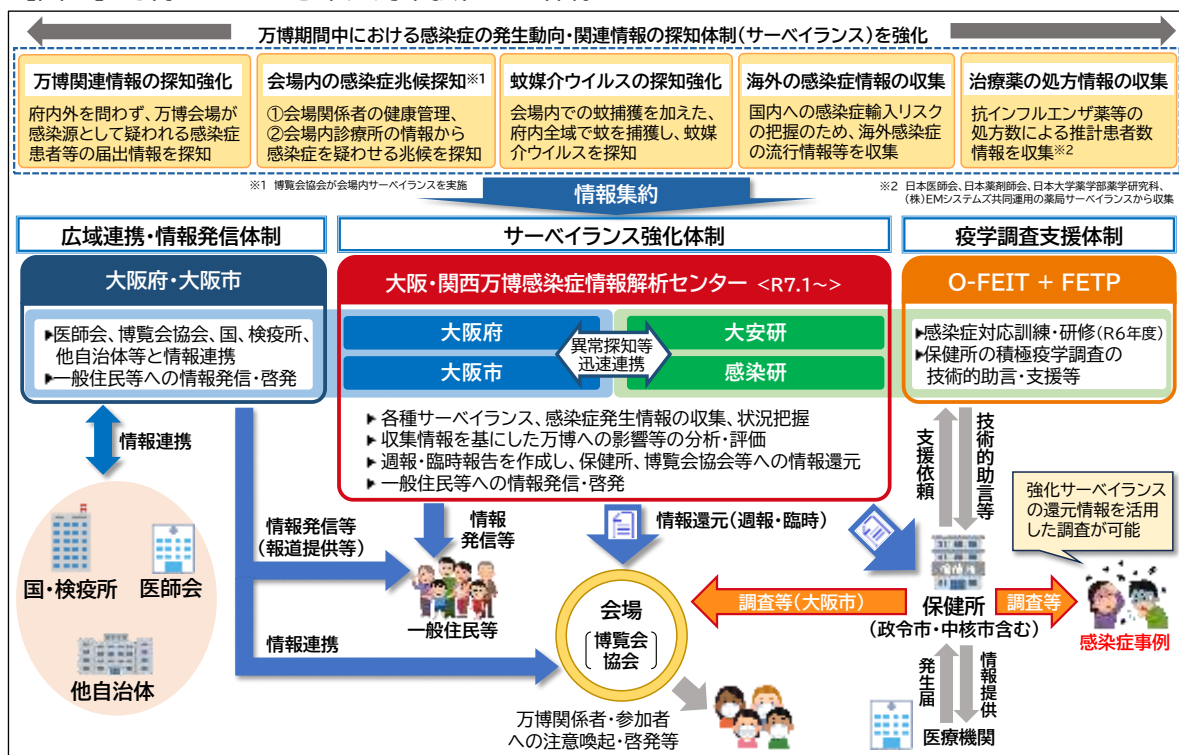 万博期間中における感染症の発生動向・関連情報の探知体制(サーベイランス)を強化
万博関連情報の探知強化
府内外を問わず、万博会場が
感染源として疑われる感染症
患者等の届出情報を探知
会場内の感染症兆候探知※1
①会場関係者の健康管理、
②会場内診療所の情報から
感染症を疑わせる兆候を探知
蚊媒介ウイルスの探知強化
会場内での蚊捕獲を加えた、
府内全域で蚊を捕獲し、蚊媒
介ウイルスを探知
海外の感染症情報の収集
国内への感染症輸入リスク
の把握のため、海外感染症
の流行情報等を収集
治療薬の処方情報の収集
抗インフルエンザ薬等の
処方数による推計患者数
情報を収集※2
※1 博覧会協会が会場内サーベイランスを実施
情報集約
※2 日本医師会、日本薬剤師会、日本大学薬学部薬学研究科、
(株)EMシステムズ共同運用の薬局サーベイランスから収集
広域連携・情報発信体制
大阪府・大阪市
▶医師会、博覧会協会、国、検疫所、
他自治体等と情報連携
▶一般住民等への情報発信・啓発
サーベイランス強化体制
大阪・関西万博感染症情報解析センター <R7.1~>
大阪府
大阪市
異常探知等
迅速連携
大安研
感染研
▶各種サーベイランス、感染症発生情報の収集、状況把握
▶収集情報を基にした万博への影響等の分析・評価
▶週報・臨時報告を作成し、保健所、博覧会協会等への情報還元
▶一般住民等への情報発信・啓発
疫学調査支援体制
O-FEIT + FETP
▶感染症対応訓練・研修(R6年度)
▶保健所の積極疫学調査の
技術的助言・支援等
情報連携
国・検疫所
医師会
他自治体
情報発信等
(報道提供等)
情報
発信等
一般住民等
情報連携
情報還元(週報・臨時)
会場
博覧会
協会
万博関係者・参加者
への注意喚起・啓発等
支援依頼
技術的助言等
強化サーベイランス
の還元情報を活用
した調査が可能
調査等(大阪市)
保健所
(政令市・中核市含む)
調査等
感染症事例
発生届
情報提供
医療機関